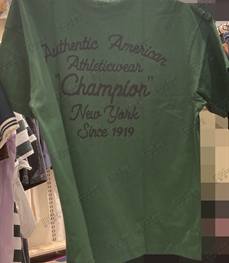 Authentic American
Athleticwear
"Champion"
New York
Since 1919